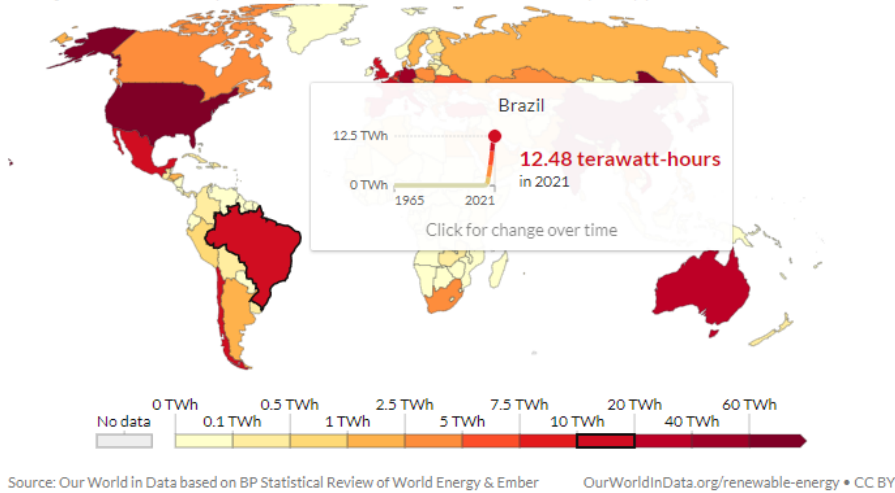 Brazil
12.5 TWh
12.48 terawatt-hours
in 2021
0 TWh
1965 2021
Click for change over time
0 TWh 0.5 TWh 2.5 TWh 7.5 TWh 20 TWh 60 TWh
No data 0.1 TWh 1 TWh 5 TWh 10 TWh 40 TWh
Source: Our World in Data based on BP Statistical Review of World Energy & Ember OurWorldInData.org/renewable-energy • CC BY